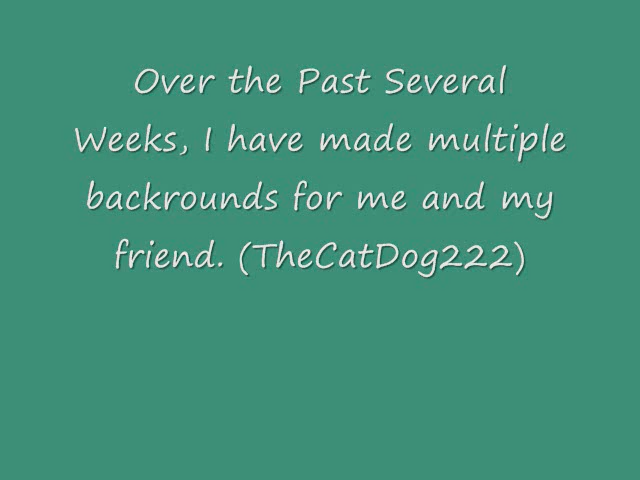 Over the Past Several
Weeks, I have made multiple
backrounds for me and my
friend. (TheCatDog222)